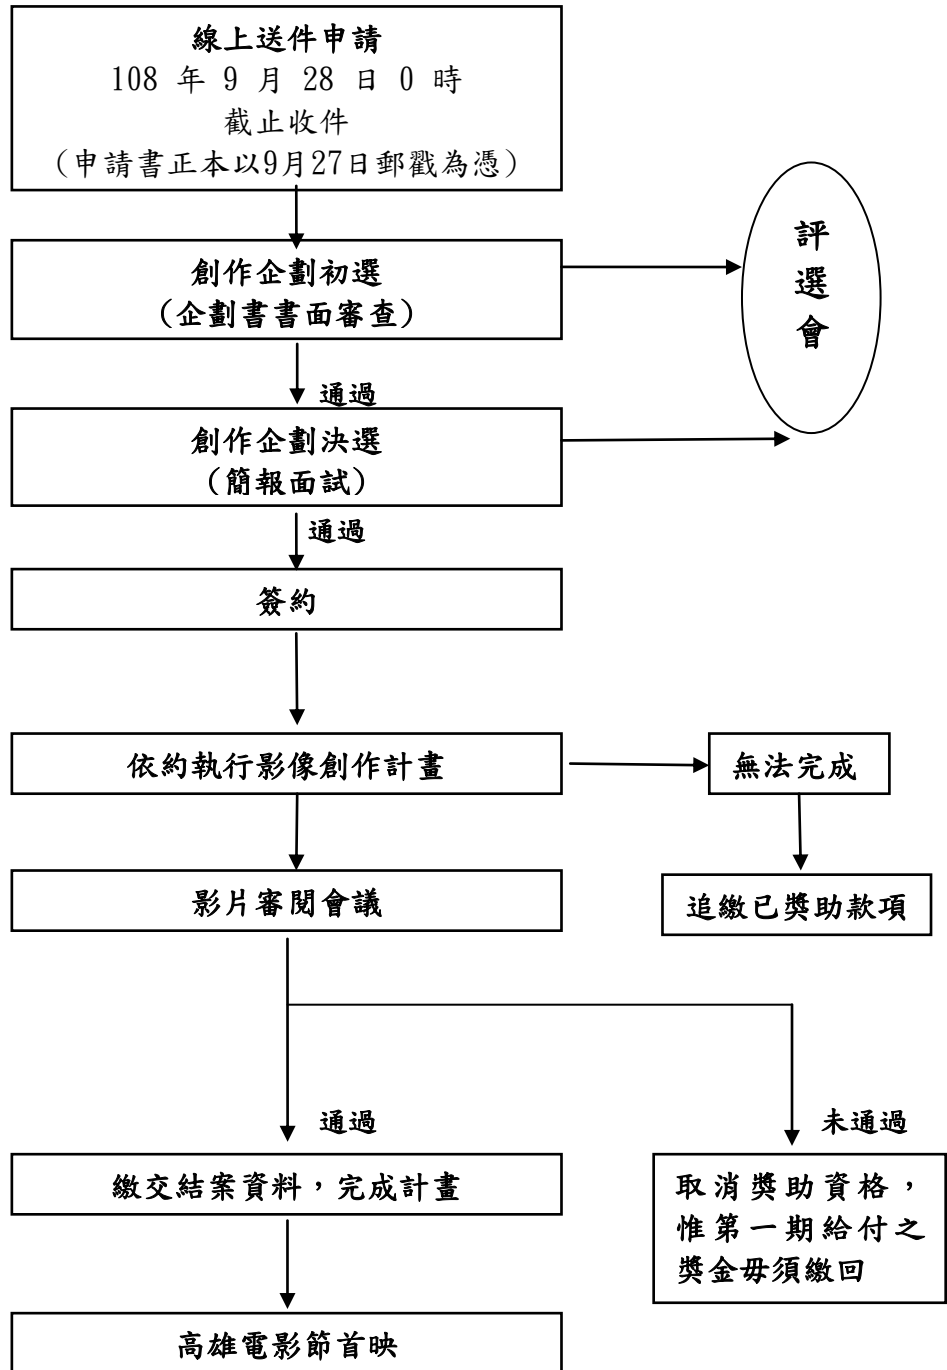 線上送件申請
108 年 9 月 28 日 0 時
截止收件
(申請書正本以9月27日郵戳為憑)
評
選
會
創作企劃初選
(企劃書書面審查)
通過
創作企劃決選
(簡報面試)
通過
簽約
依約執行影像創作計畫
無法完成
影片審閱會議
追繳已獎助款項
通過
未通過
繳交結案資料，完成計畫
取消獎助資格，
惟第一期給付之
獎金毋須繳回
高雄電影節首映